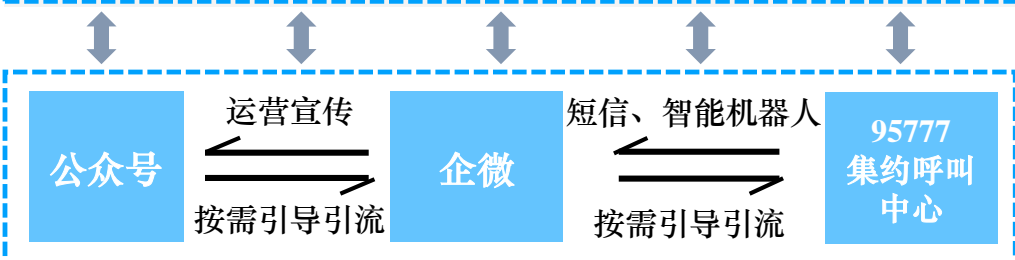 公众号
运营宣传
按需引导引流
企微
短信、智能机器人
按需引导引流
95777
集约呼叫
中心